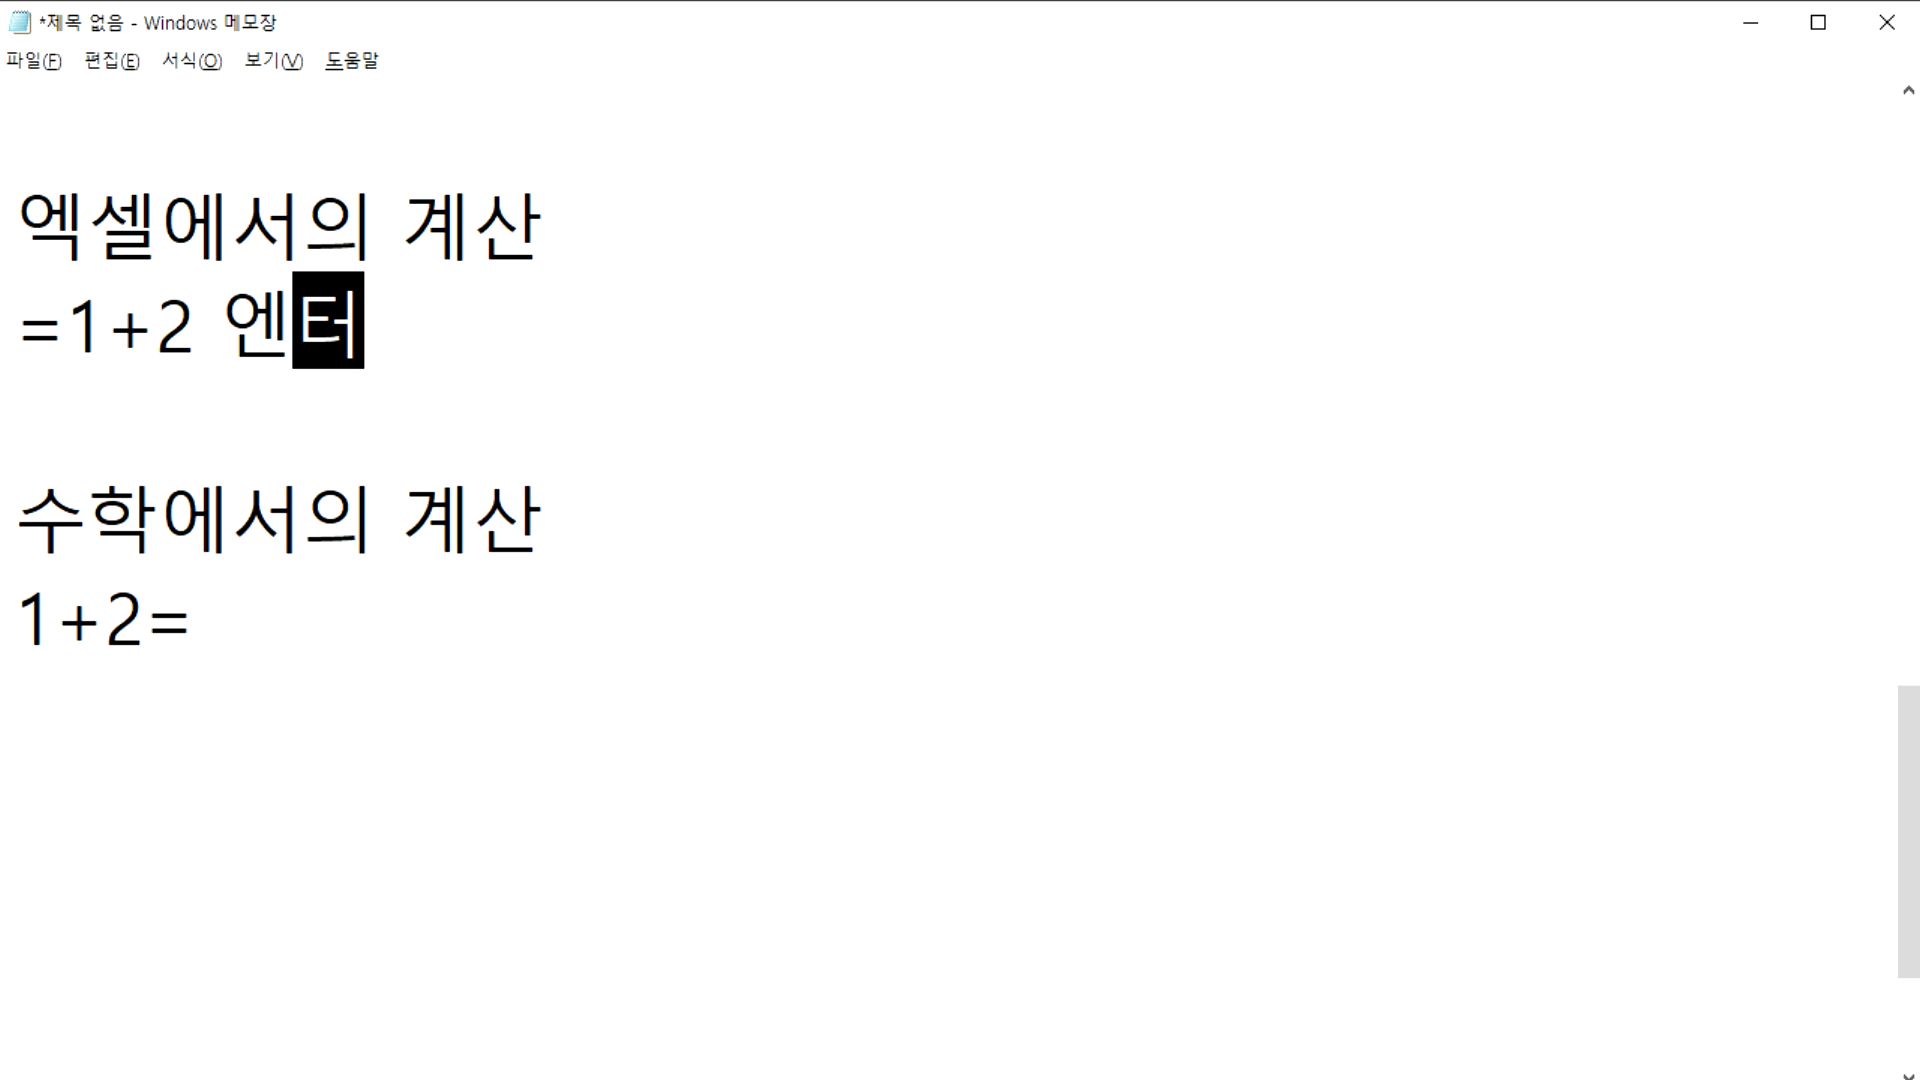 *제목 없음 - Windows 메모장
파일(F) 편집(E) 서식(O) 보기(V) 도움말
엑셀에서의 계산
=1+2 엔터
수학에서의 계산
1+2=